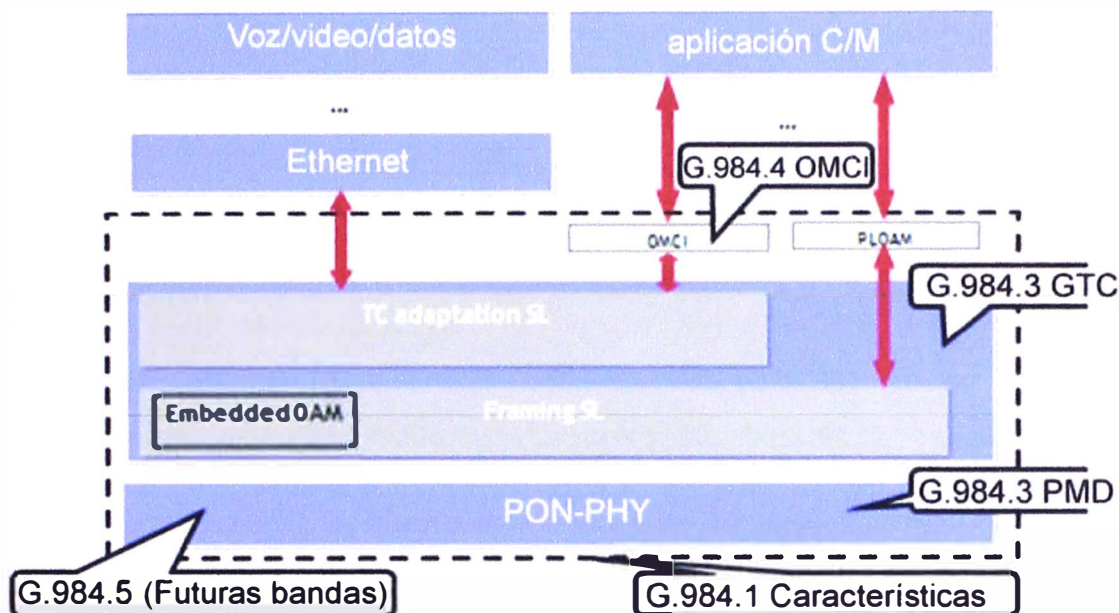 Voz/video/datos
aplicación C/M
...
...
Ethernet
G.984.4 OMCI
OMCI
PLOAM
G.984.3 GTC
TC adaptation SL
Embedded OAM
Framing SL
G.984.3 PMD
PON-PHY
G.984.5 (Futuras bandas)
G.984.1 Características